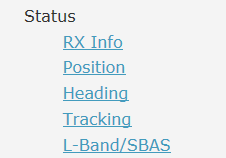 Status
RX Info
Position
Heading
Tracking
L-Band/SBAS